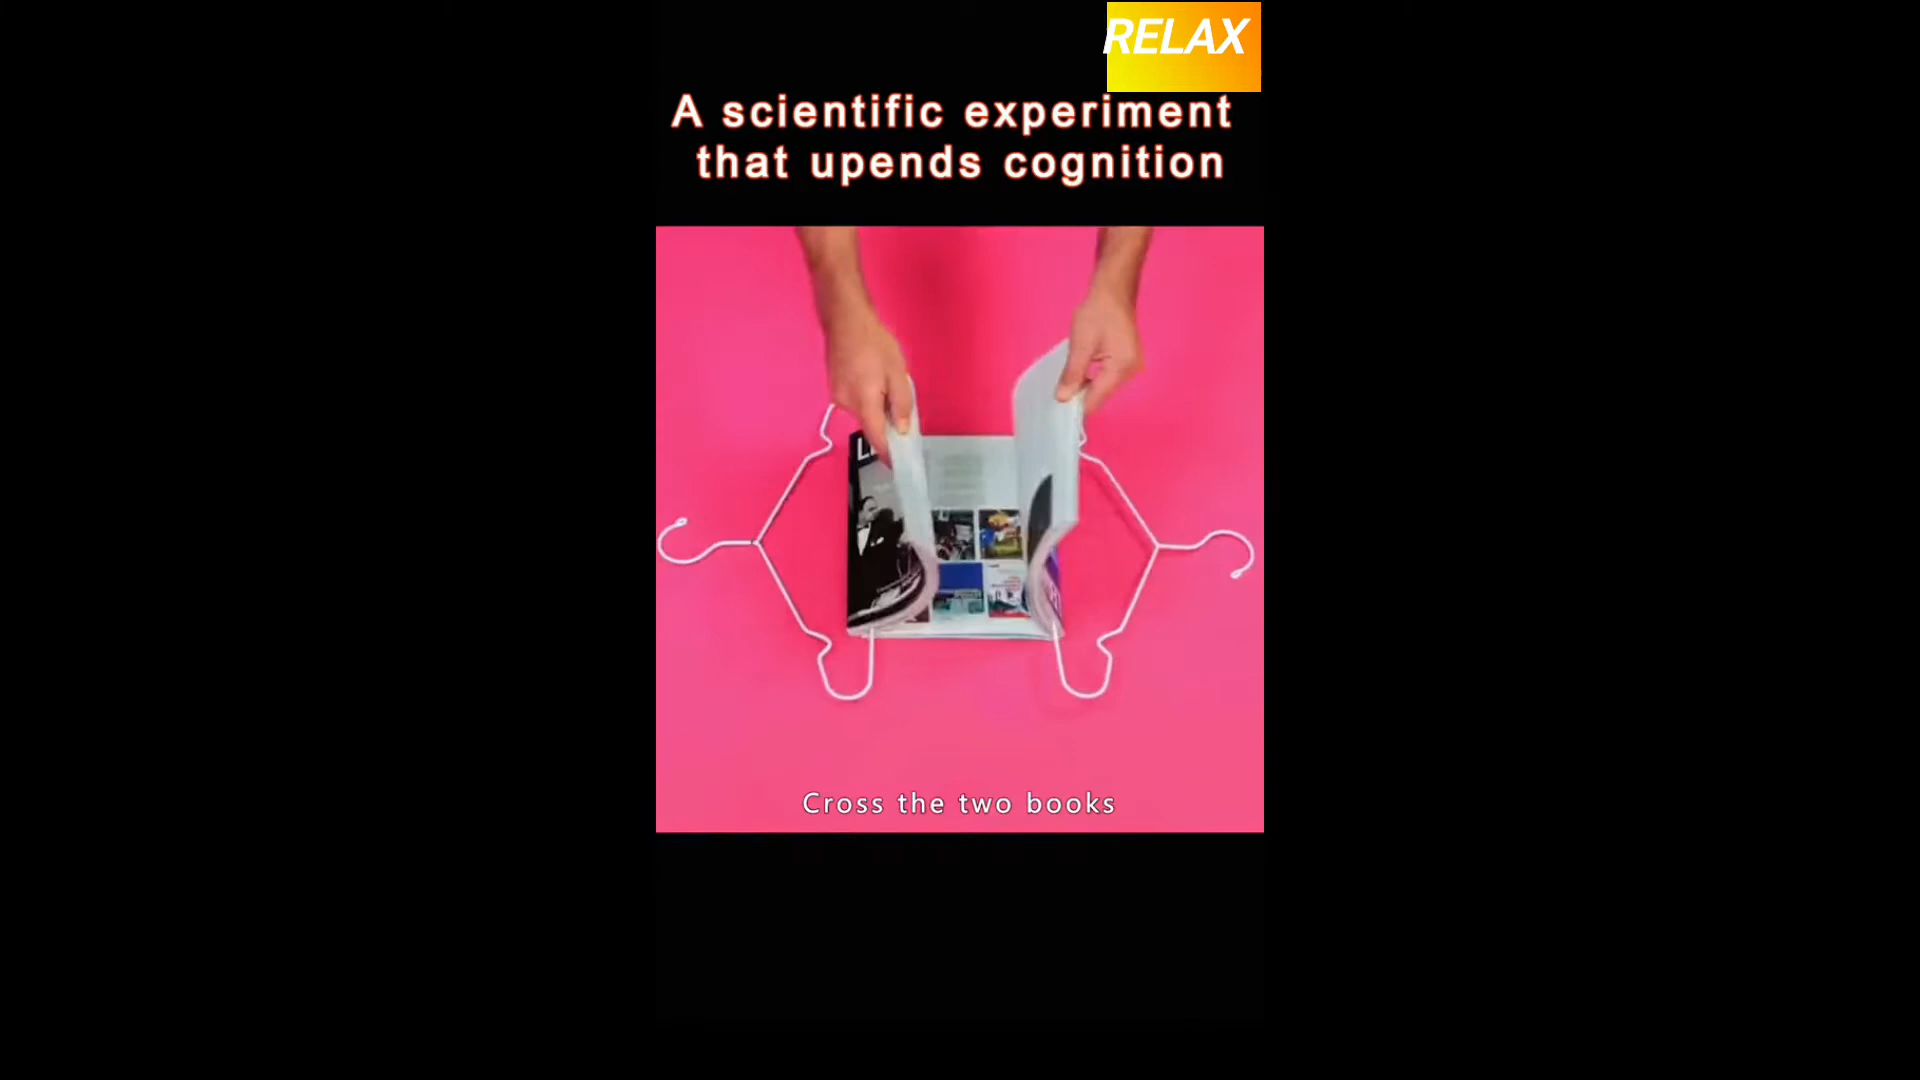 RELAX
A scientific experiment
that upends cognition
Cross the two books